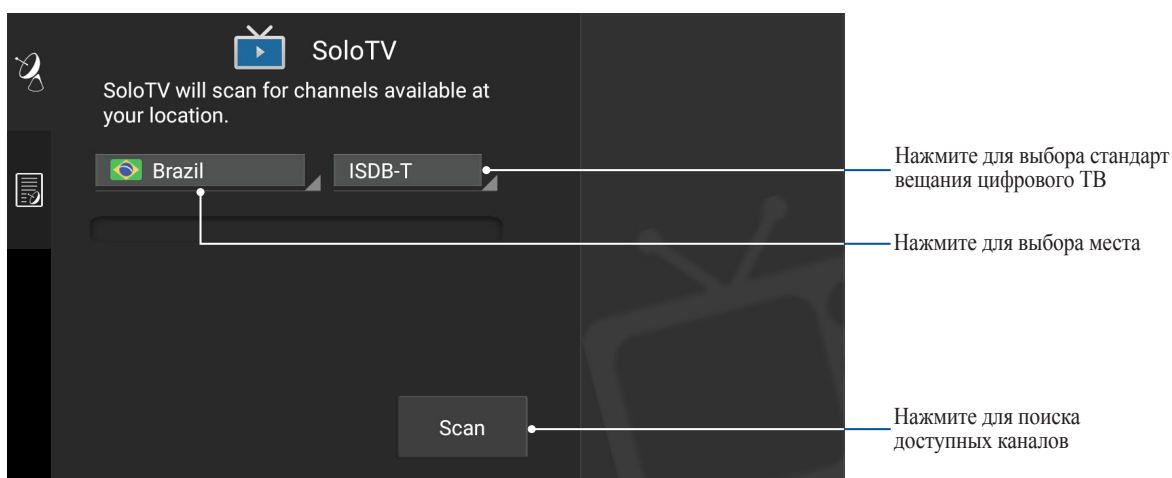 SoloTV
SoloTV will scan for channels available at
your location.
Brazil
ISDB-T
Scan
Нажмите для выбора стандарт
вещания цифрового ТВ
Нажмите для выбора места
Нажмите для поиска
доступных каналов